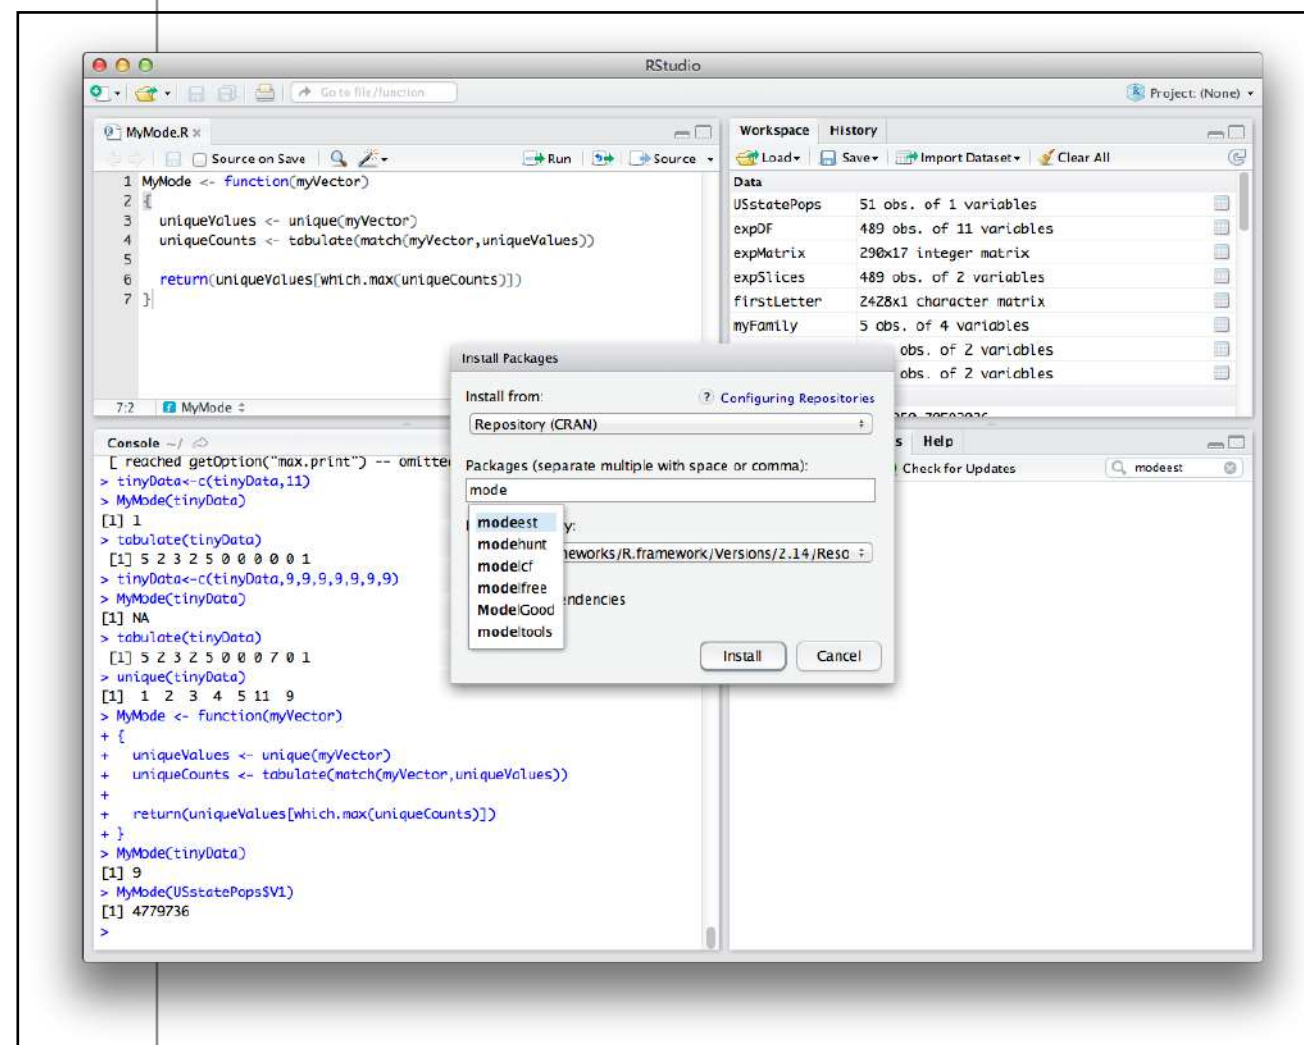 RStudio
Go to file/function
Project: (None)
MyMode.R
Source on Save
Run
Source
1 MyMode <- function(myVector)
2 {
3 uniqueValues <- unique(myVector)
4 uniqueCounts <- tabulate(match(myVector,uniqueValues))
5
6 return(uniqueValues[which.max(uniqueCounts)])
7 }
7:2 MyMode
Workspace History
Load Save Import Dataset Clear All
Data
USstatePops 51 obs. of 1 variables
expDF 489 obs. of 11 variables
expMatrix 290x17 integer matrix
expSlices 489 obs. of 2 variables
firstLetter 2428x1 character matrix
myFamily 5 obs. of 4 variables
obs. of 2 variables
obs. of 2 variables
Install Packages
Install from:
? Configuring Repositories
Repository (CRAN)
Packages (separate multiple with space or comma):
mode
modeest
modehunt
modelcf
modelfree
ModelGood
modeltools
y:
meworks/R.framework/Versions/2.14/Reso
endencies
Install Cancel
s Help
Check for Updates
modeest
Console ~/
[ reached getOption("max.print") -- omitte
> tinyData<-c(tinyData,11)
> MyMode(tinyData)
[1] 1
> tabulate(tinyData)
[1] 5 2 3 2 5 0 0 0 0 0 1
> tinyData<-c(tinyData,9,9,9,9,9,9,9)
> MyMode(tinyData)
[1] NA
> tabulate(tinyData)
[1] 5 2 3 2 5 0 0 0 7 0 1
> unique(tinyData)
[1] 1 2 3 4 5 11 9
> MyMode <- function(myVector)
+ {
+ uniqueValues <- unique(myVector)
+ uniqueCounts <- tabulate(match(myVector,uniqueValues))
+
+ return(uniqueValues[which.max(uniqueCounts)])
+ }
> MyMode(tinyData)
[1] 9
> MyMode(USstatePops$V1)
[1] 4779736
>